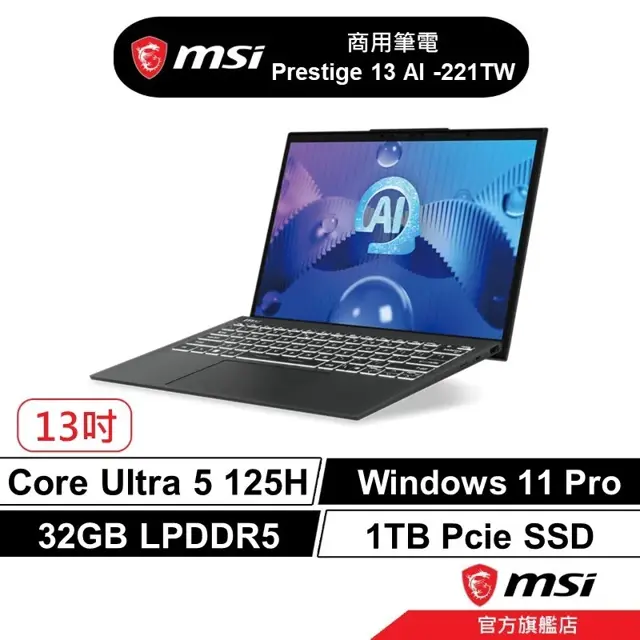 msi
商用筆電
Prestige 13 AI -221TW
AI
msi
13吋
Core Ultra 5 125H
Windows 11 Pro
32GB LPDDR5
1TB Pcie SSD
msi
官方旗艦店